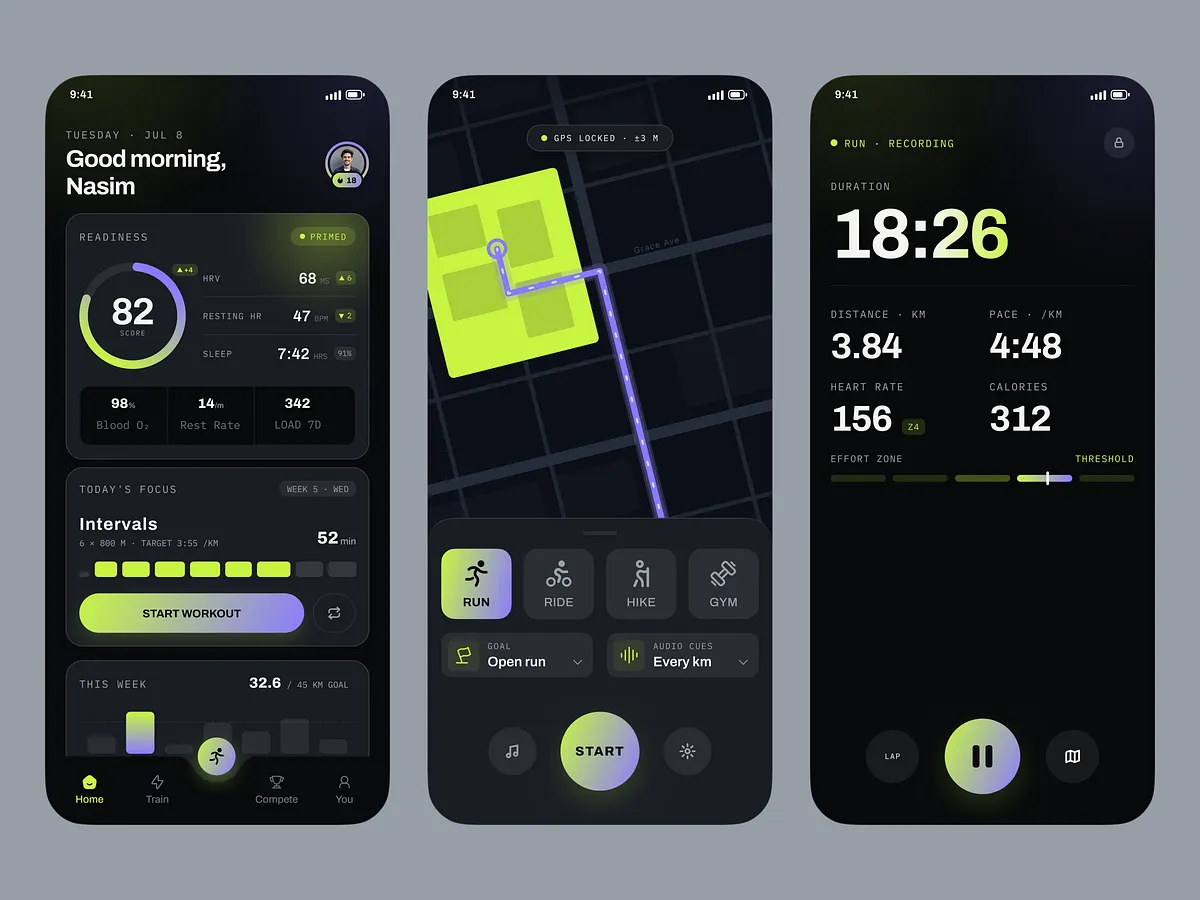 9:41
TUESDAY · JUL 8
Good morning,
Nasim
18
READINESS
PRIMED
▲+4
82
SCORE
HRV
68 MS ▲ 6
RESTING HR
47 BPM ▼ 2
SLEEP
7:42 HRS 91%
98%
Blood O₂
14/m
Rest Rate
342
LOAD 7D
TODAY'S FOCUS
WEEK 5 · WED
Intervals
6 × 800 M · TARGET 3:55 /KM
52 min
START WORKOUT
THIS WEEK
32.6 / 45 KM GOAL
Home
Train
Compete
You
9:41
GPS LOCKED · ±3 M
Grace Ave
RUN
RIDE
HIKE
GYM
GOAL
Open run
AUDIO CUES
Every km
START
9:41
RUN · RECORDING
DURATION
18:26
DISTANCE · KM
3.84
PACE · /KM
4:48
HEART RATE
156 Z4
CALORIES
312
EFFORT ZONE
THRESHOLD
LAP